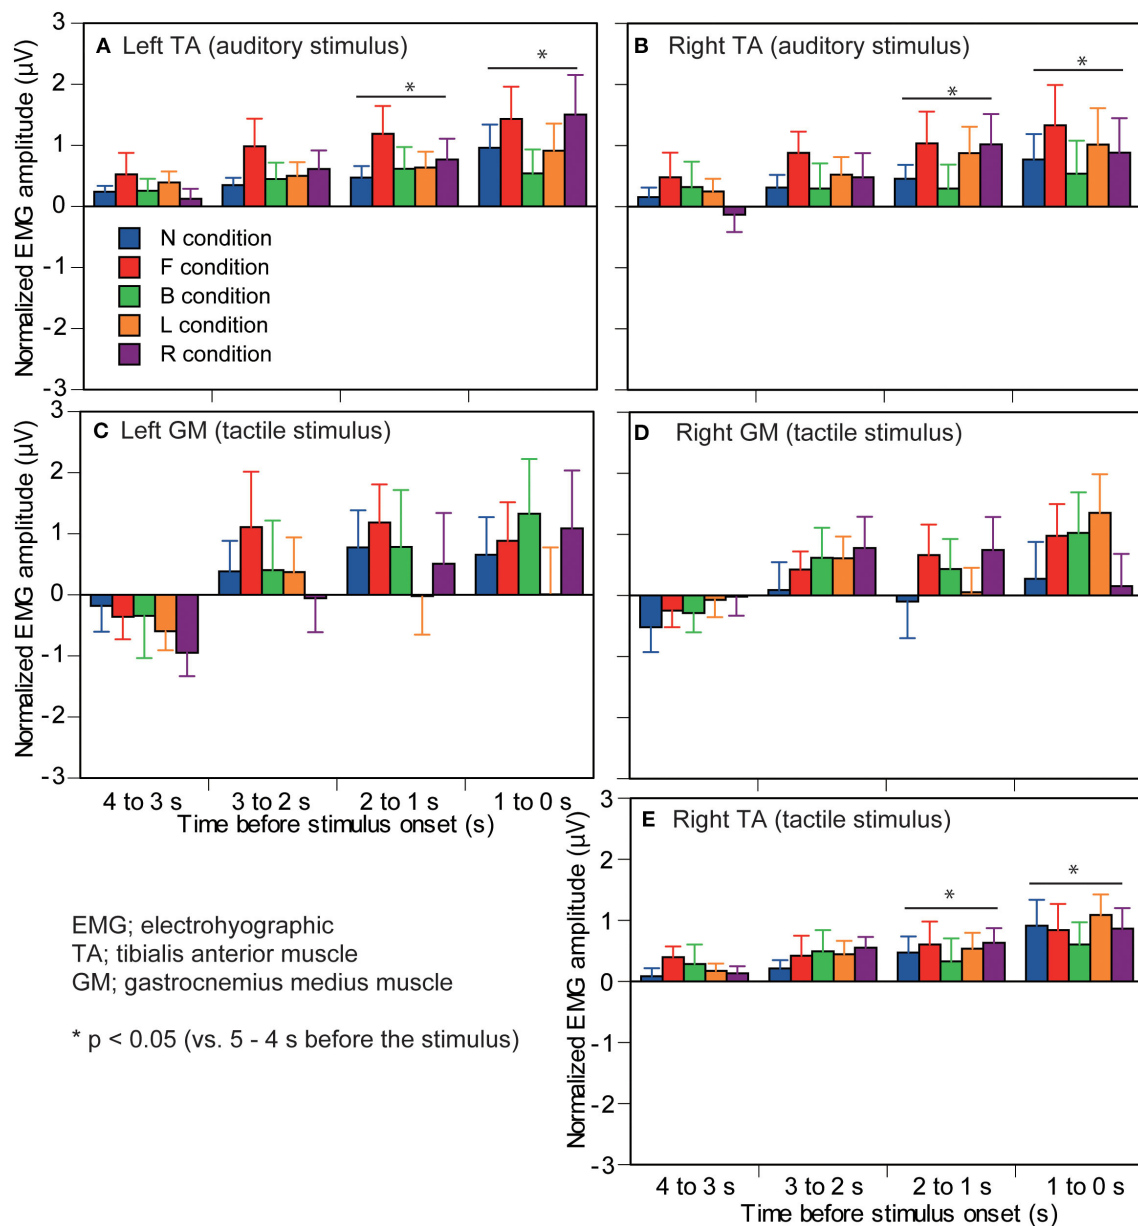 A Left TA (auditory stimulus)
B Right TA (auditory stimulus)
Normalized EMG amplitude (µV)
3
2
1
0
-1
-2
-3
*
*
*
*
N condition
F condition
B condition
L condition
R condition
C Left GM (tactile stimulus)
D Right GM (tactile stimulus)
Normalized EMG amplitude (µV)
3
2
1
0
-1
-2
-3
4 to 3 s 3 to 2 s 2 to 1 s 1 to 0 s
Time before stimulus onset (s)
E Right TA (tactile stimulus)
Normalized EMG amplitude (µV)
3
2
1
0
-1
-2
-3
*
*
4 to 3 s 3 to 2 s 2 to 1 s 1 to 0 s
Time before stimulus onset (s)
EMG; electrohyographic
TA; tibialis anterior muscle
GM; gastrocnemius medius muscle
* p < 0.05 (vs. 5 - 4 s before the stimulus)